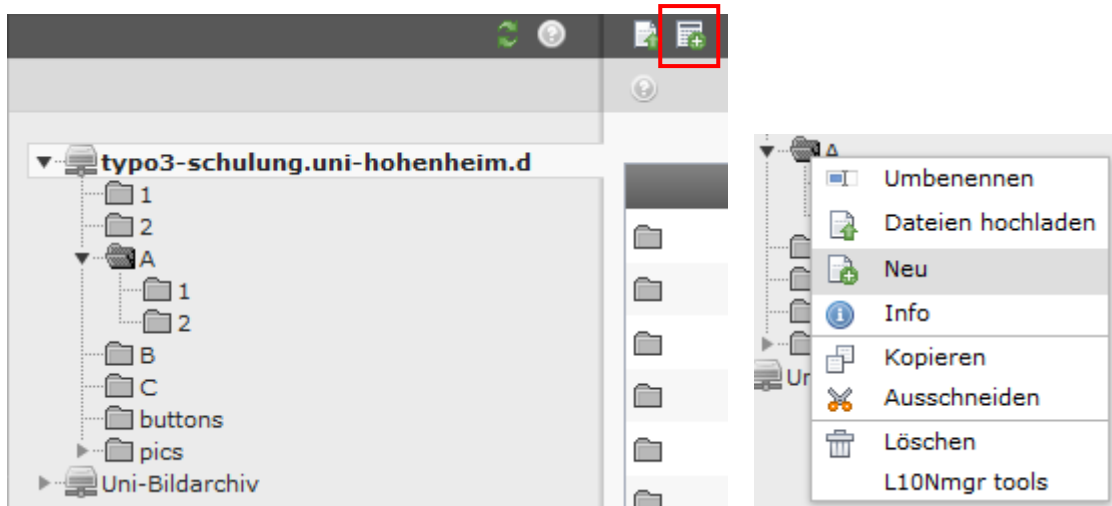 typo3-schulung.uni-hohenheim.d
1
2
A
1
2
B
C
buttons
pics
Uni-Bildarchiv
A
Umbenennen
Dateien hochladen
Neu
Info
Kopieren
Ausschneiden
Löschen
L10Nmgr tools
Ur